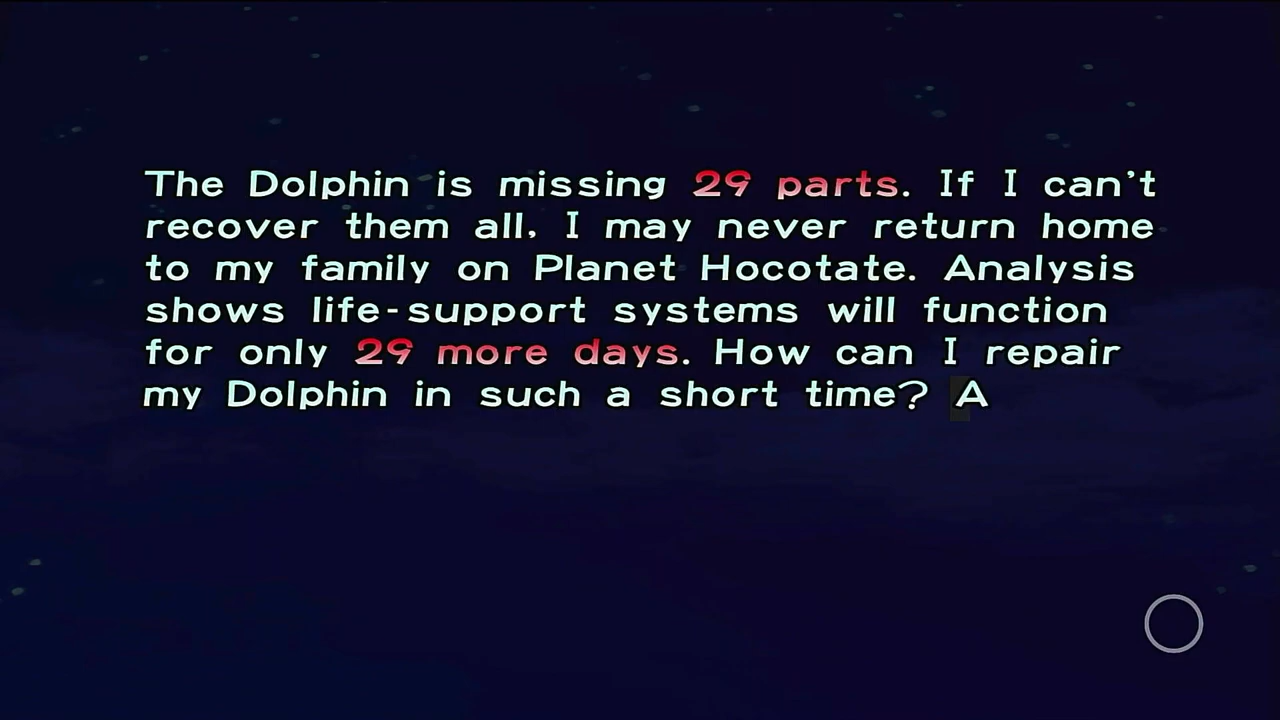 The Dolphin is missing 29 parts. If I can't
recover them all, I may never return home
to my family on Planet Hocotate. Analysis
shows life-support systems will function
for only 29 more days. How can I repair
my Dolphin in such a short time? A